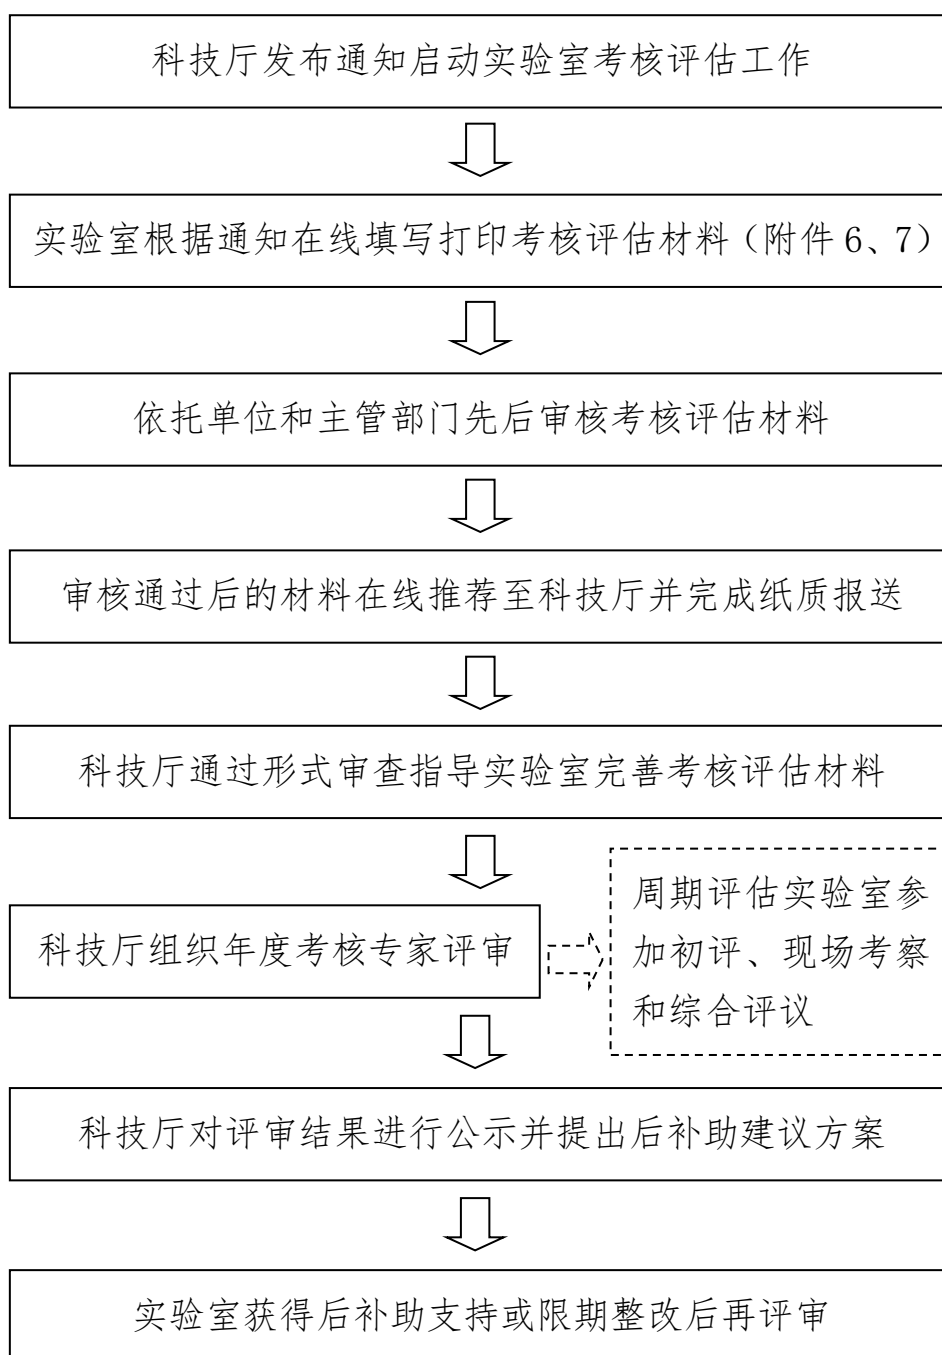 科技厅发布通知启动实验室考核评估工作
实验室根据通知在线填写打印考核评估材料（附件 6、7）
依托单位和主管部门先后审核考核评估材料
审核通过后的材料在线推荐至科技厅并完成纸质报送
科技厅通过形式审查指导实验室完善考核评估材料
科技厅组织年度考核专家评审
周期评估实验室参
加初评、现场考察
和综合评议
科技厅对评审结果进行公示并提出后补助建议方案
实验室获得后补助支持或限期整改后再评审